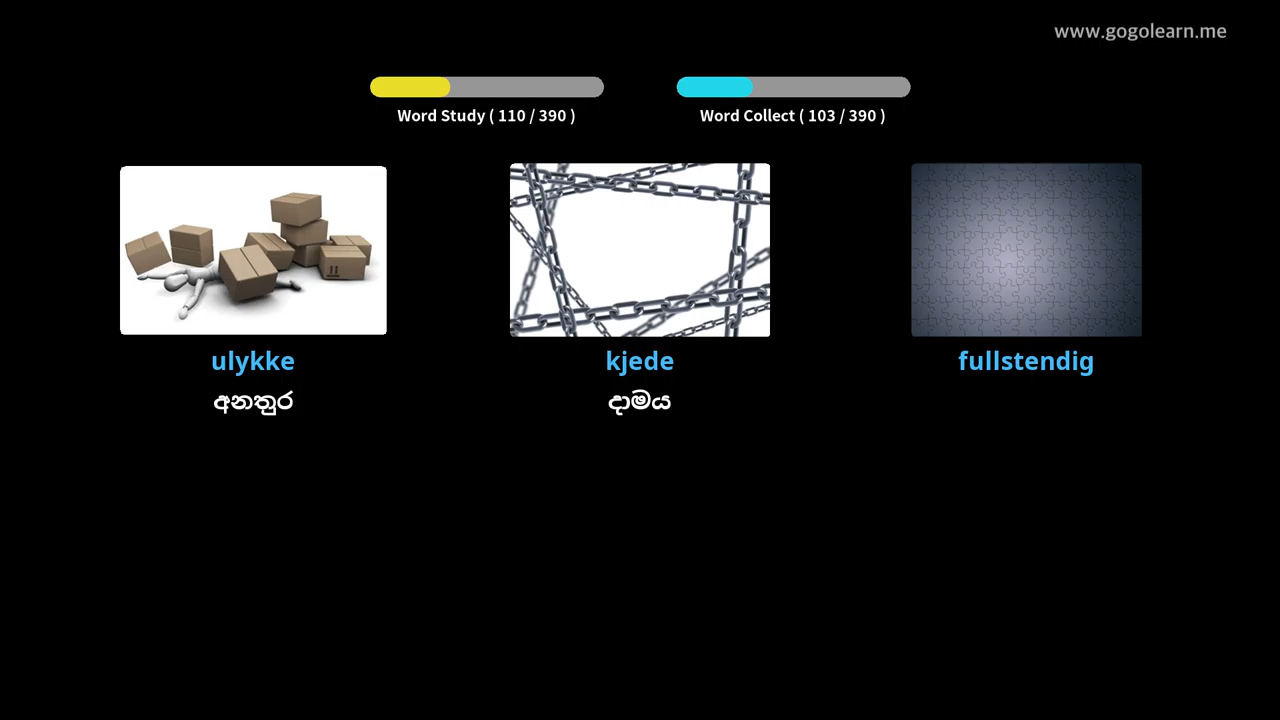 www.gogolearn.me
Word Study ( 110 / 390 )
Word Collect ( 103 / 390 )
ulykke
kjede
fullstendig
අනතුර
දාමය